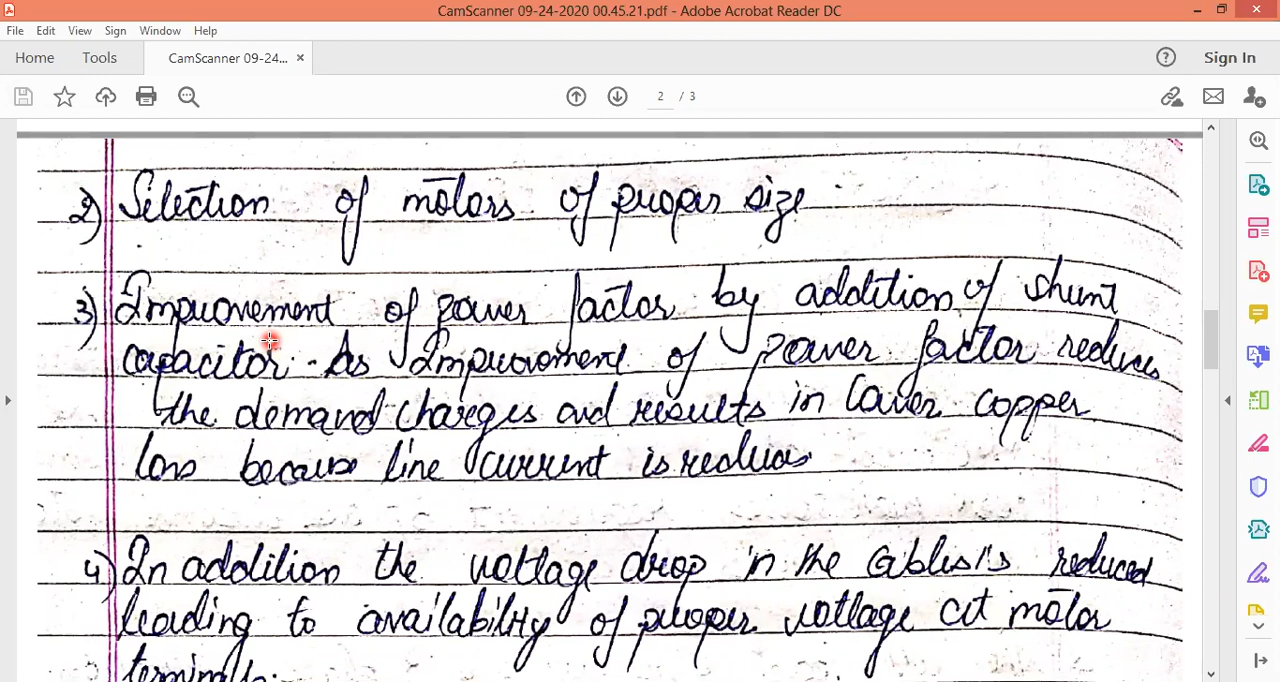 CamScanner 09-24-2020 00.45.21.pdf - Adobe Acrobat Reader DC
File Edit View Sign Window Help
Home Tools CamScanner 09-24... × Sign In
2 / 3
2) Selection of motors of proper size
3) Improvement of power factor by addition of shunt
capacitor. As Improvement of power factor reduces
the demand charges and results in lower copper
loss because line current is reduces
4) In addition the voltage drop in the Cables is reduced
leading to availability of proper voltage at motor
terminals.